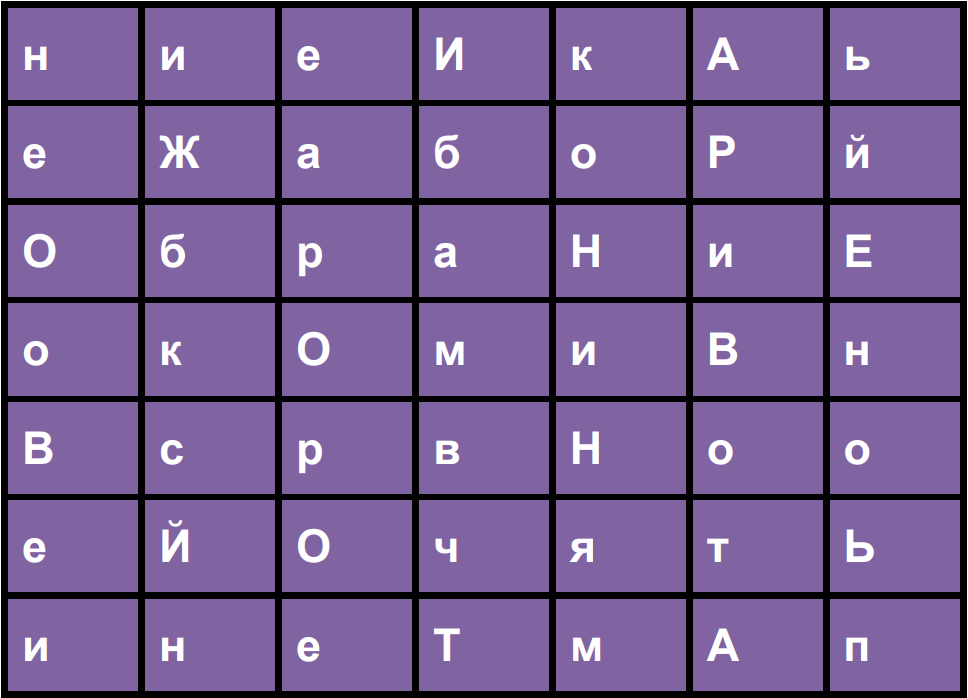 н и е И к А ь
е Ж а б о Р й
О б р а Н и Е
о к О м и В н
В с р в Н о о
е Й О ч я т Ь
и н е Т м А п